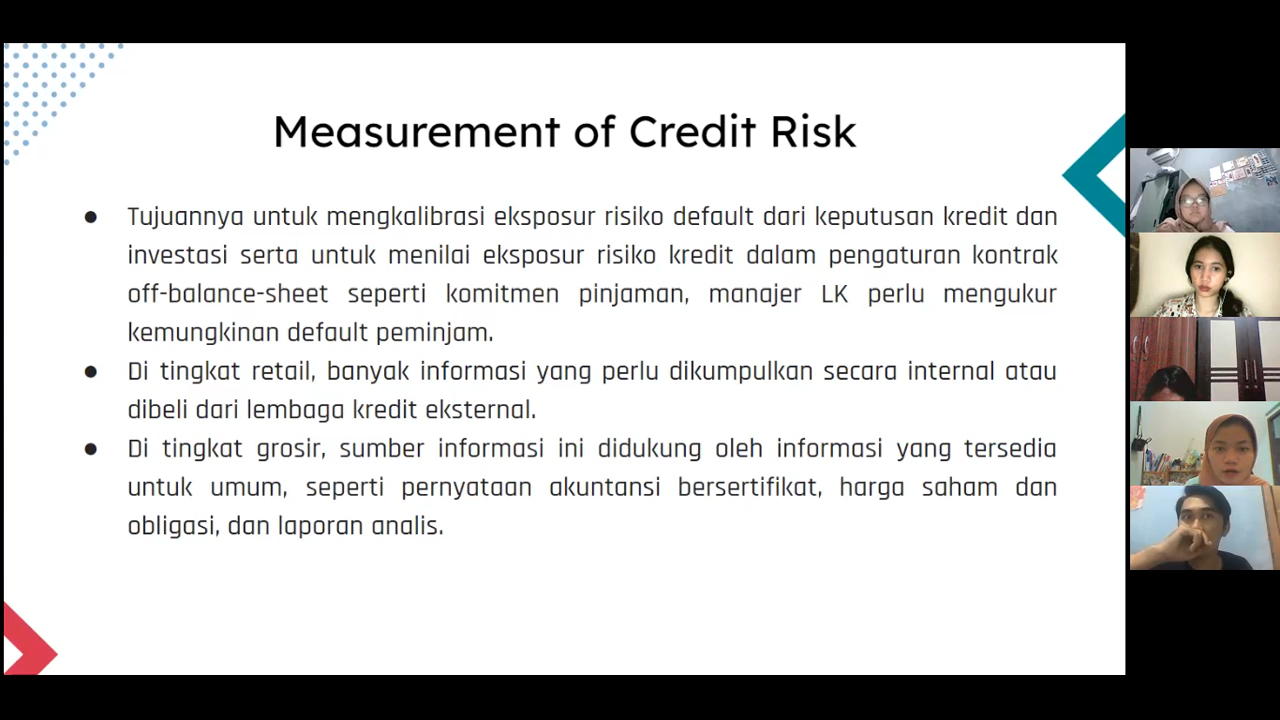 Measurement of Credit Risk
● Tujuannya untuk mengkalibrasi eksposur risiko default dari keputusan kredit dan
investasi serta untuk menilai eksposur risiko kredit dalam pengaturan kontrak
off-balance-sheet seperti komitmen pinjaman, manajer LK perlu mengukur
kemungkinan default peminjam.
● Di tingkat retail, banyak informasi yang perlu dikumpulkan secara internal atau
dibeli dari lembaga kredit eksternal.
● Di tingkat grosir, sumber informasi ini didukung oleh informasi yang tersedia
untuk umum, seperti pernyataan akuntansi bersertifikat, harga saham dan
obligasi, dan laporan analis.